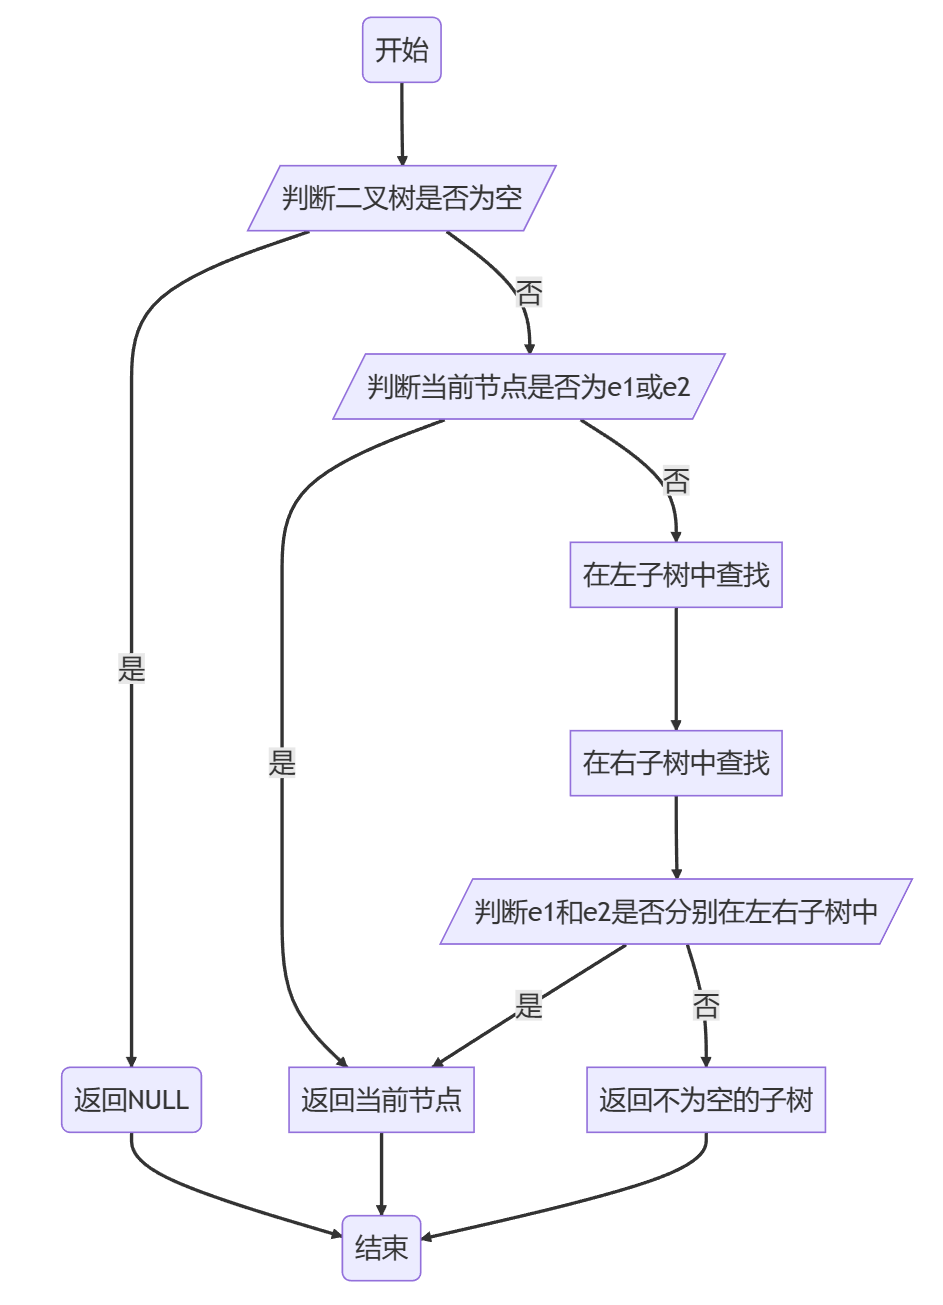 开始
判断二叉树是否为空
否
判断当前节点是否为e1或e2
否
在左子树中查找
是
在右子树中查找
是
判断e1和e2是否分别在左右子树中
是
否
返回NULL
返回当前节点
返回不为空的子树
结束